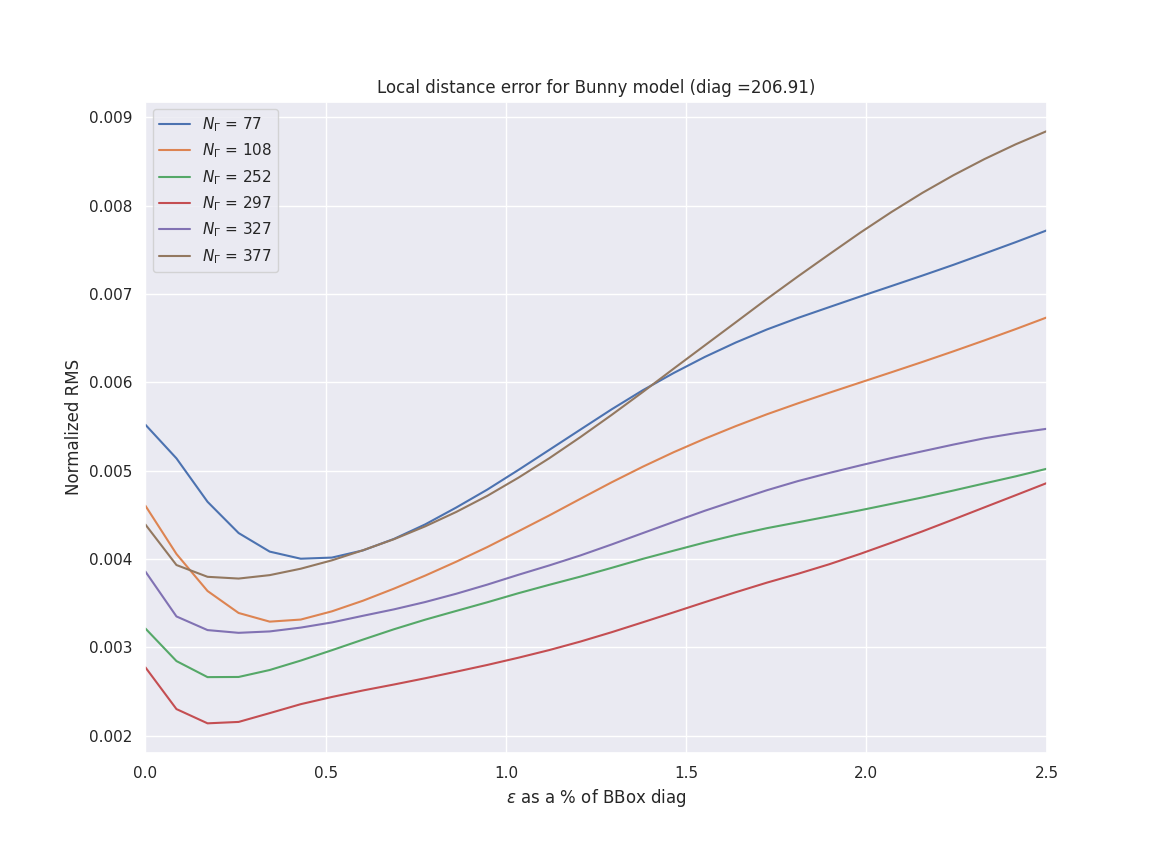 Local distance error for Bunny model (diag =206.91)
N_Γ = 77
N_Γ = 108
N_Γ = 252
N_Γ = 297
N_Γ = 327
N_Γ = 377
0.009
0.008
0.007
0.006
0.005
0.004
0.003
0.002
Normalized RMS
0.0 0.5 1.0 1.5 2.0 2.5
ε as a % of BBox diag